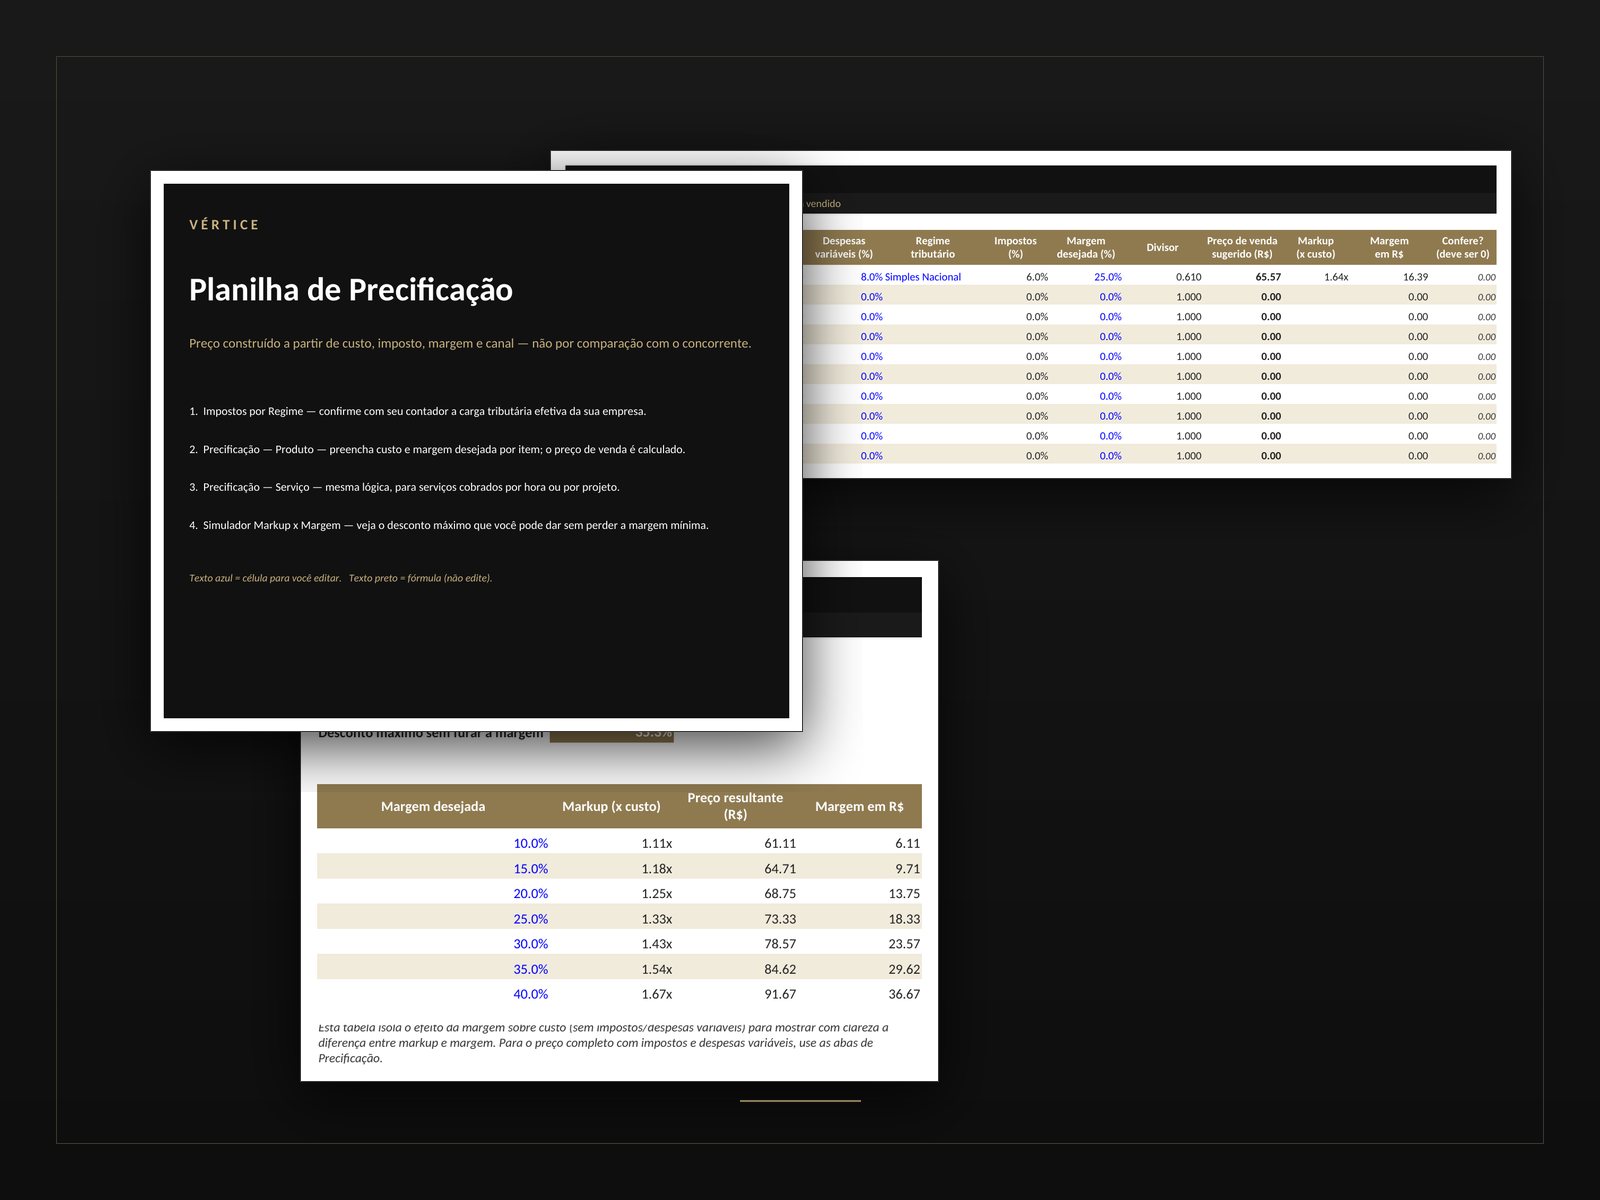 VÉRTICE
Planilha de Precificação
Preço construído a partir de custo, imposto, margem e canal — não por comparação com o concorrente.
1. Impostos por Regime — confirme com seu contador a carga tributária efetiva da sua empresa.
2. Precificação — Produto — preencha custo e margem desejada por item; o preço de venda é calculado.
3. Precificação — Serviço — mesma lógica, para serviços cobrados por hora ou por projeto.
4. Simulador Markup x Margem — veja o desconto máximo que você pode dar sem perder a margem mínima.
Texto azul = célula para você editar. Texto preto = fórmula (não edite).
vendido
Despesas variáveis (%) Regime tributário Impostos (%) Margem desejada (%) Divisor Preço de venda sugerido (R$) Markup (x custo) Margem em R$ Confere? (deve ser 0)
8.0% Simples Nacional 6.0% 25.0% 0.610 65.57 1.64x 16.39 0.00
0.0% 0.0% 0.0% 1.000 0.00 0.00 0.00
0.0% 0.0% 0.0% 1.000 0.00 0.00 0.00
0.0% 0.0% 0.0% 1.000 0.00 0.00 0.00
0.0% 0.0% 0.0% 1.000 0.00 0.00 0.00
0.0% 0.0% 0.0% 1.000 0.00 0.00 0.00
0.0% 0.0% 0.0% 1.000 0.00 0.00 0.00
0.0% 0.0% 0.0% 1.000 0.00 0.00 0.00
0.0% 0.0% 0.0% 1.000 0.00 0.00 0.00
0.0% 0.0% 0.0% 1.000 0.00 0.00 0.00
Desconto máximo sem furar a margem 35.3%
Margem desejada Markup (x custo) Preço resultante (R$) Margem em R$
10.0% 1.11x 61.11 6.11
15.0% 1.18x 64.71 9.71
20.0% 1.25x 68.75 13.75
25.0% 1.33x 73.33 18.33
30.0% 1.43x 78.57 23.57
35.0% 1.54x 84.62 29.62
40.0% 1.67x 91.67 36.67
Esta tabela isola o efeito da margem sobre custo (sem impostos/despesas variáveis) para mostrar com clareza a
diferença entre markup e margem. Para o preço completo com impostos e despesas variáveis, use as abas de
Precificação.